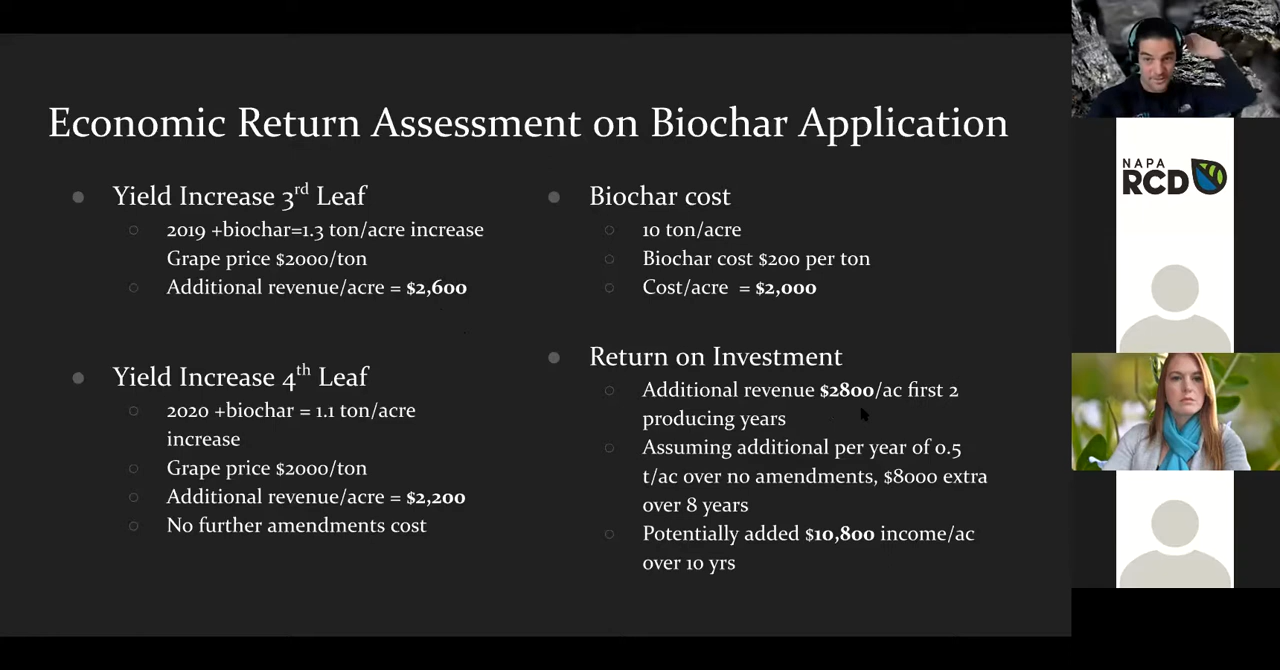 Economic Return Assessment on Biochar Application
Yield Increase 3rd Leaf
2019 +biochar=1.3 ton/acre increase
Grape price $2000/ton
Additional revenue/acre = $2,600
Yield Increase 4th Leaf
2020 +biochar = 1.1 ton/acre
increase
Grape price $2000/ton
Additional revenue/acre = $2,200
No further amendments cost
Biochar cost
10 ton/acre
Biochar cost $200 per ton
Cost/acre = $2,000
Return on Investment
Additional revenue $2800/ac first 2
producing years
Assuming additional per year of 0.5
t/ac over no amendments, $8000 extra
over 8 years
Potentially added $10,800 income/ac
over 10 yrs
NAPA
RCD